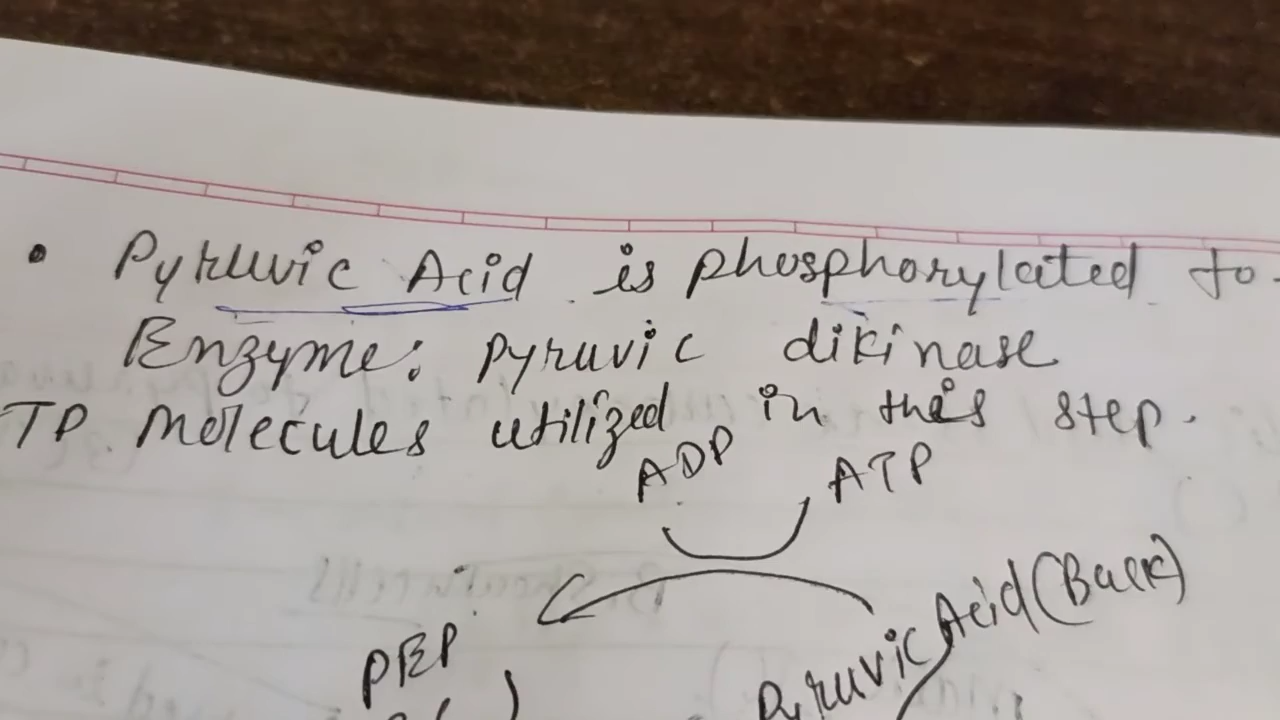 • Pyruvic Acid is phosphorylated to
Enzyme: Pyruvic dikinase
TP Molecules utilized in this step.
ADP ATP
Pyruvic Acid (Back)
PEP